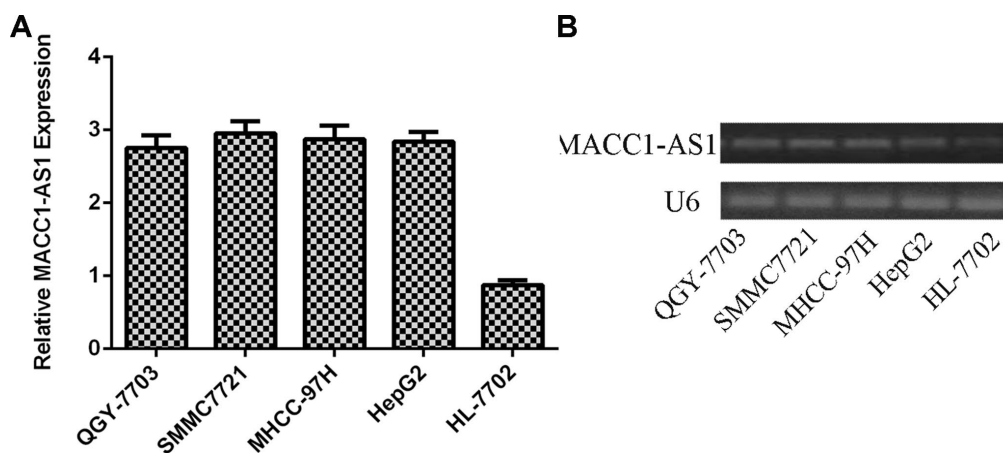 A
Relative MACC1-AS1 Expression
4
3
2
1
0
QGY-7703
SMMC7721
MHCC-97H
HepG2
HL-7702
B
MACC1-AS1
U6
QGY-7703
SMMC7721
MHCC-97H
HepG2
HL-7702